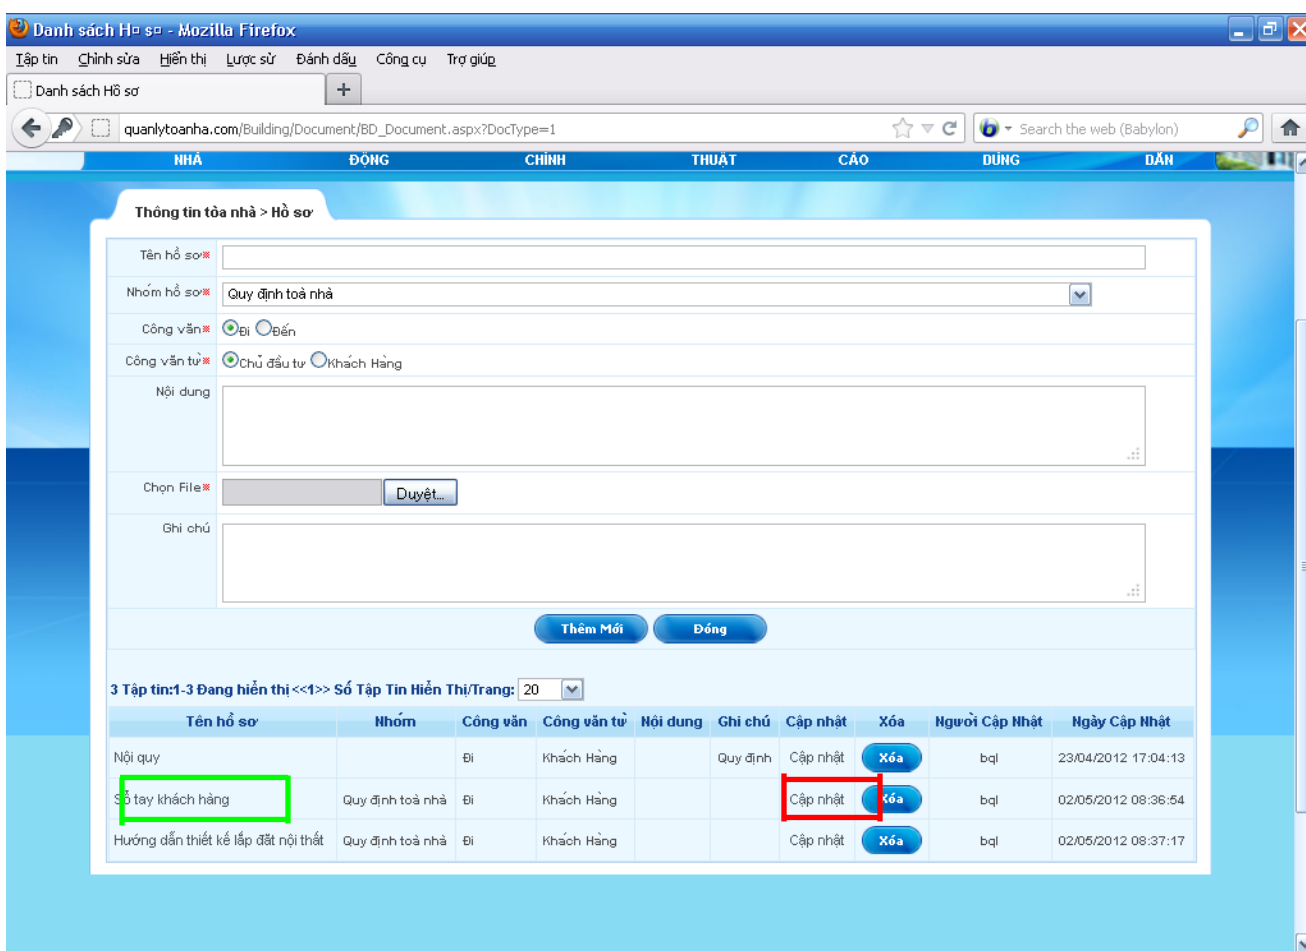 Danh sách H¤ s¤ - Mozilla Firefox
Tập tin Chỉnh sửa Hiển thị Lược sử Đánh dấu Công cụ Trợ giúp
Danh sách Hồ sơ +
quanlytoanha.com/Building/Document/BD_Document.aspx?DocType=1 Search the web (Babylon)
NHÀ ĐỘNG CHÍNH THUẬT CÁO DÙNG DẪN
Thông tin tòa nhà > Hồ sơ
Tên hồ sơ※
Nhóm hồ sơ※ Quy định toà nhà
Công văn※ Đi Đến
Công văn từ※ Chủ đầu tư Khách Hàng
Nội dung
Chọn File※ Duyệt...
Ghi chú
Thêm Mới Đóng
3 Tập tin:1-3 Đang hiển thị <<1>> Số Tập Tin Hiển Thị/Trang: 20
Tên hồ sơ Nhóm Công văn Công văn từ Nội dung Ghi chú Cập nhật Xóa Người Cập Nhật Ngày Cập Nhật
Nội quy Đi Khách Hàng Quy định Cập nhật Xóa bql 23/04/2012 17:04:13
Sổ tay khách hàng Quy định toà nhà Đi Khách Hàng Cập nhật Xóa bql 02/05/2012 08:36:54
Hướng dẫn thiết kế lắp đăt nội thất Quy định toà nhà Đi Khách Hàng Cập nhật Xóa bql 02/05/2012 08:37:17